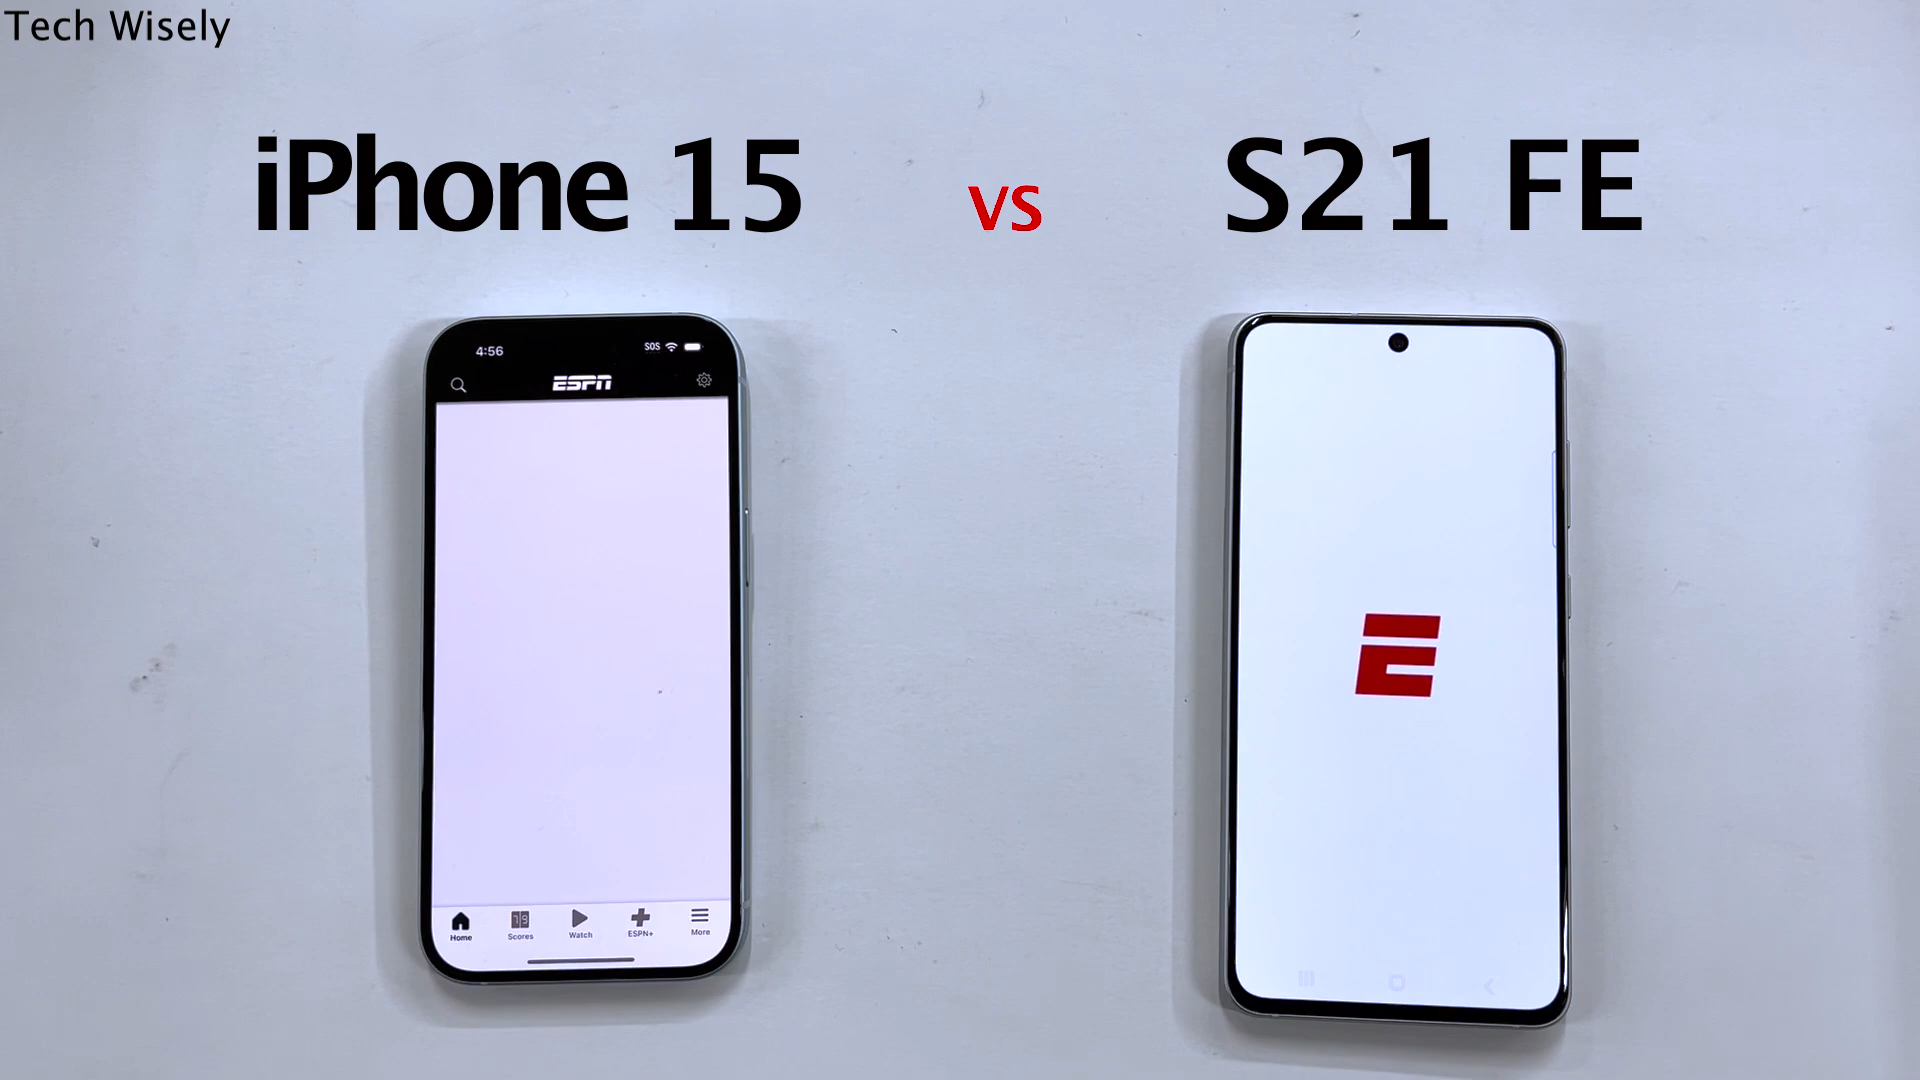 Tech Wisely
iPhone 15 vs S21 FE
4:56
SOS
ESPN
Home
Scores
Watch
ESPN+
More
E